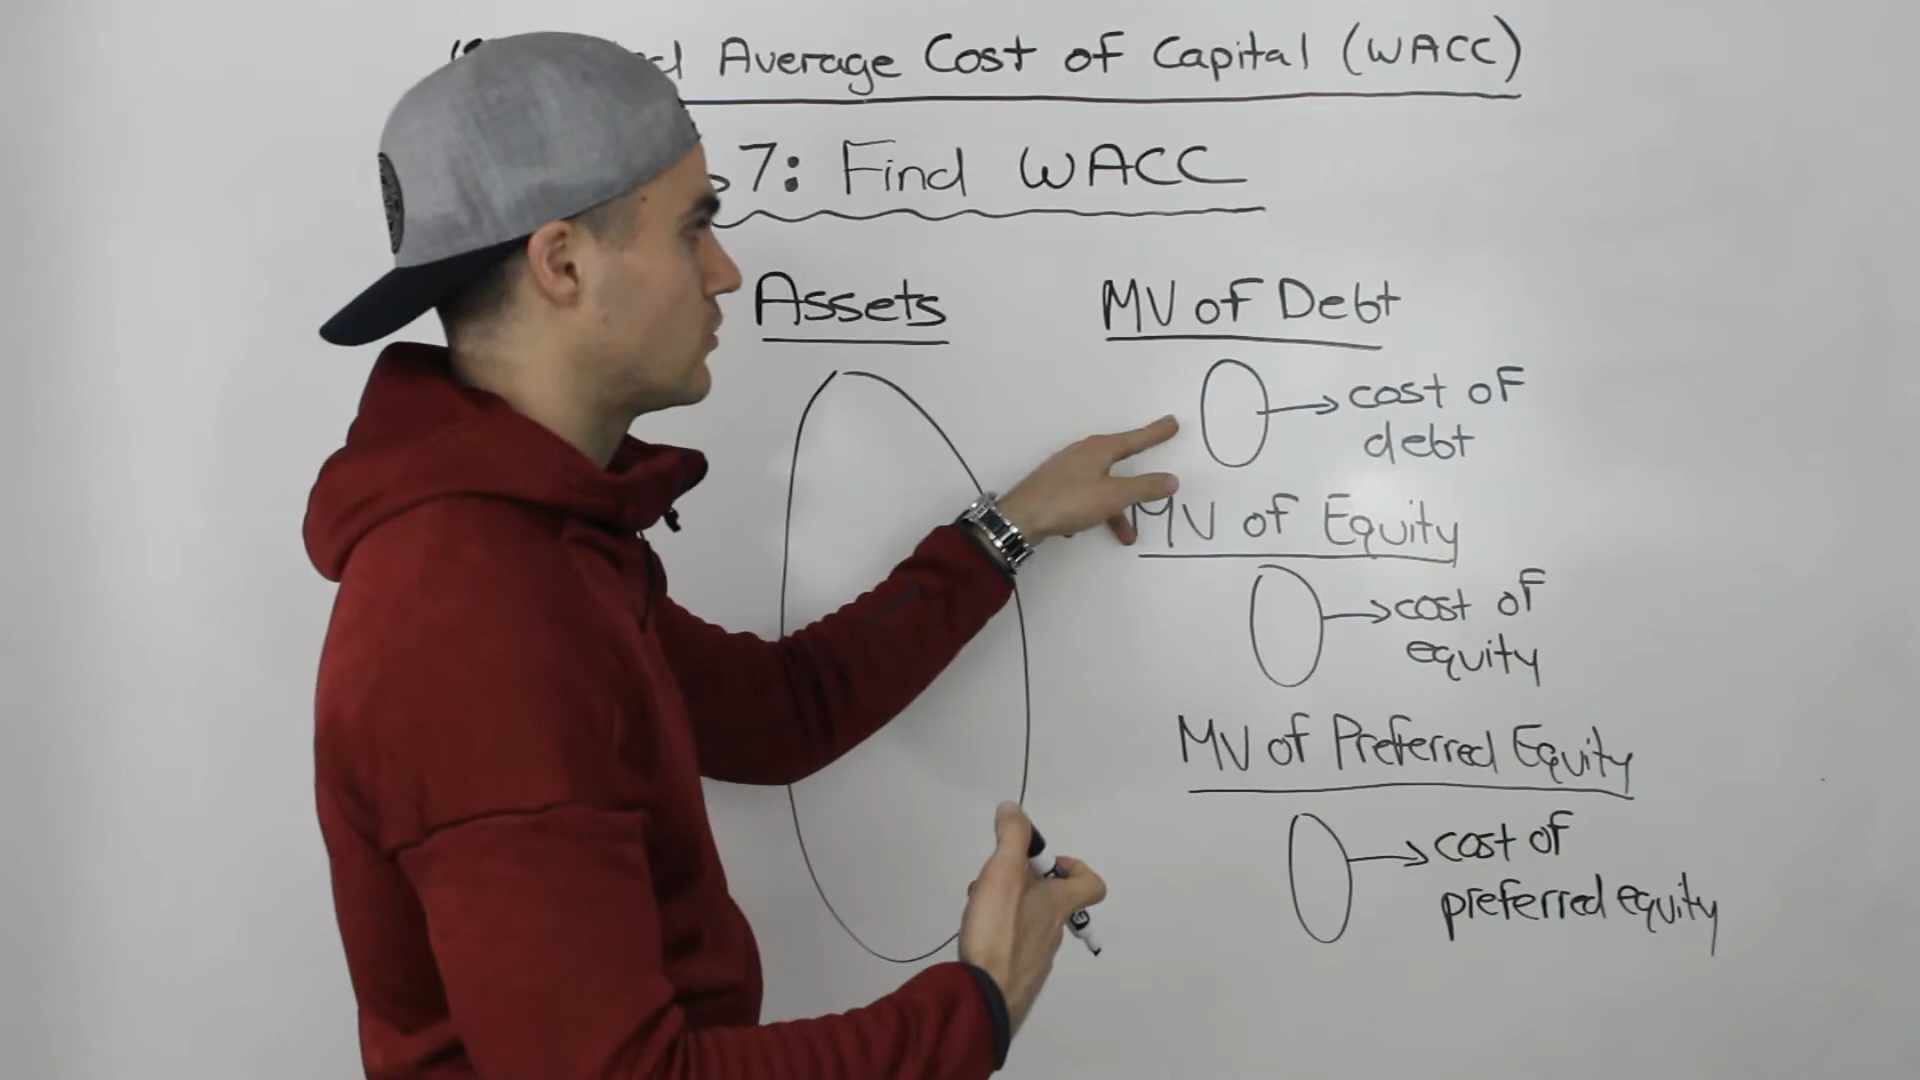 Average Cost of Capital (WACC)
7: Find WACC
Assets
MV of Debt
cost of
debt
MV of Equity
cost of
equity
MV of Preferred Equity
cost of
preferred equity